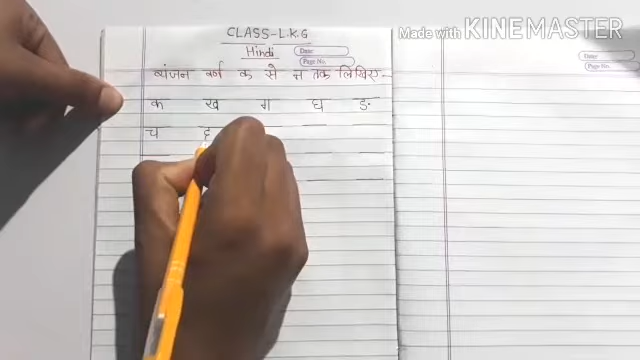 Made with KINEMASTER
CLASS-L.K.G
Hindi
Date:
Page No.
Date:
Page No.
व्यंजन वर्ण क से न तक लिखिए-
क ख ग घ ङ
च